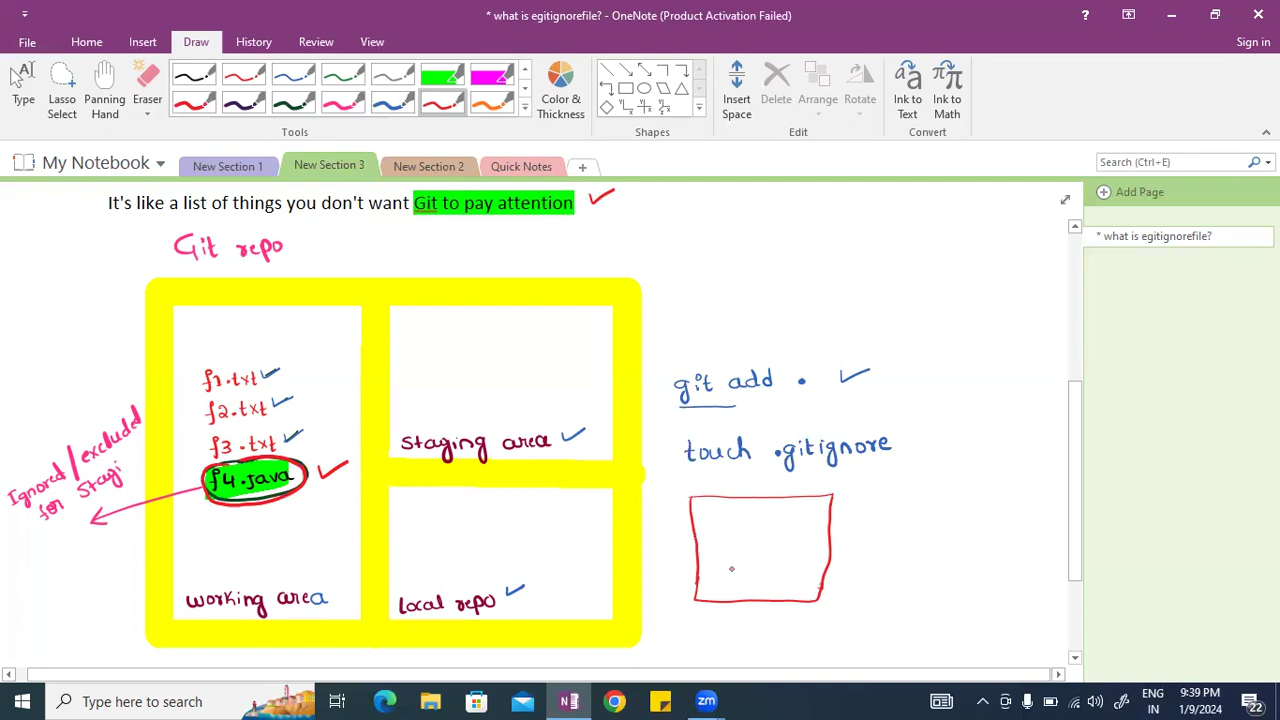 * what is egitignorefile? - OneNote (Product Activation Failed)
?
File Home Insert Draw History Review View
Sign in
Type
Lasso Select
Panning Hand
Eraser
Color & Thickness
Insert Space
Delete
Arrange
Rotate
Ink to Text
Ink to Math
Tools
Shapes
Edit
Convert
My Notebook
New Section 1
New Section 3
New Section 2
Quick Notes
Search (Ctrl+E)
Add Page
* what is egitignorefile?
It's like a list of things you don't want Git to pay attention
Git repo
f1.txt
f2.txt
f3.txt
f4.java
working area
Ignored/excluded
for Stagi
staging area
local repo
git add .
touch .gitignore
Type here to search
ENG
IN
9:39 PM
1/9/2024
22